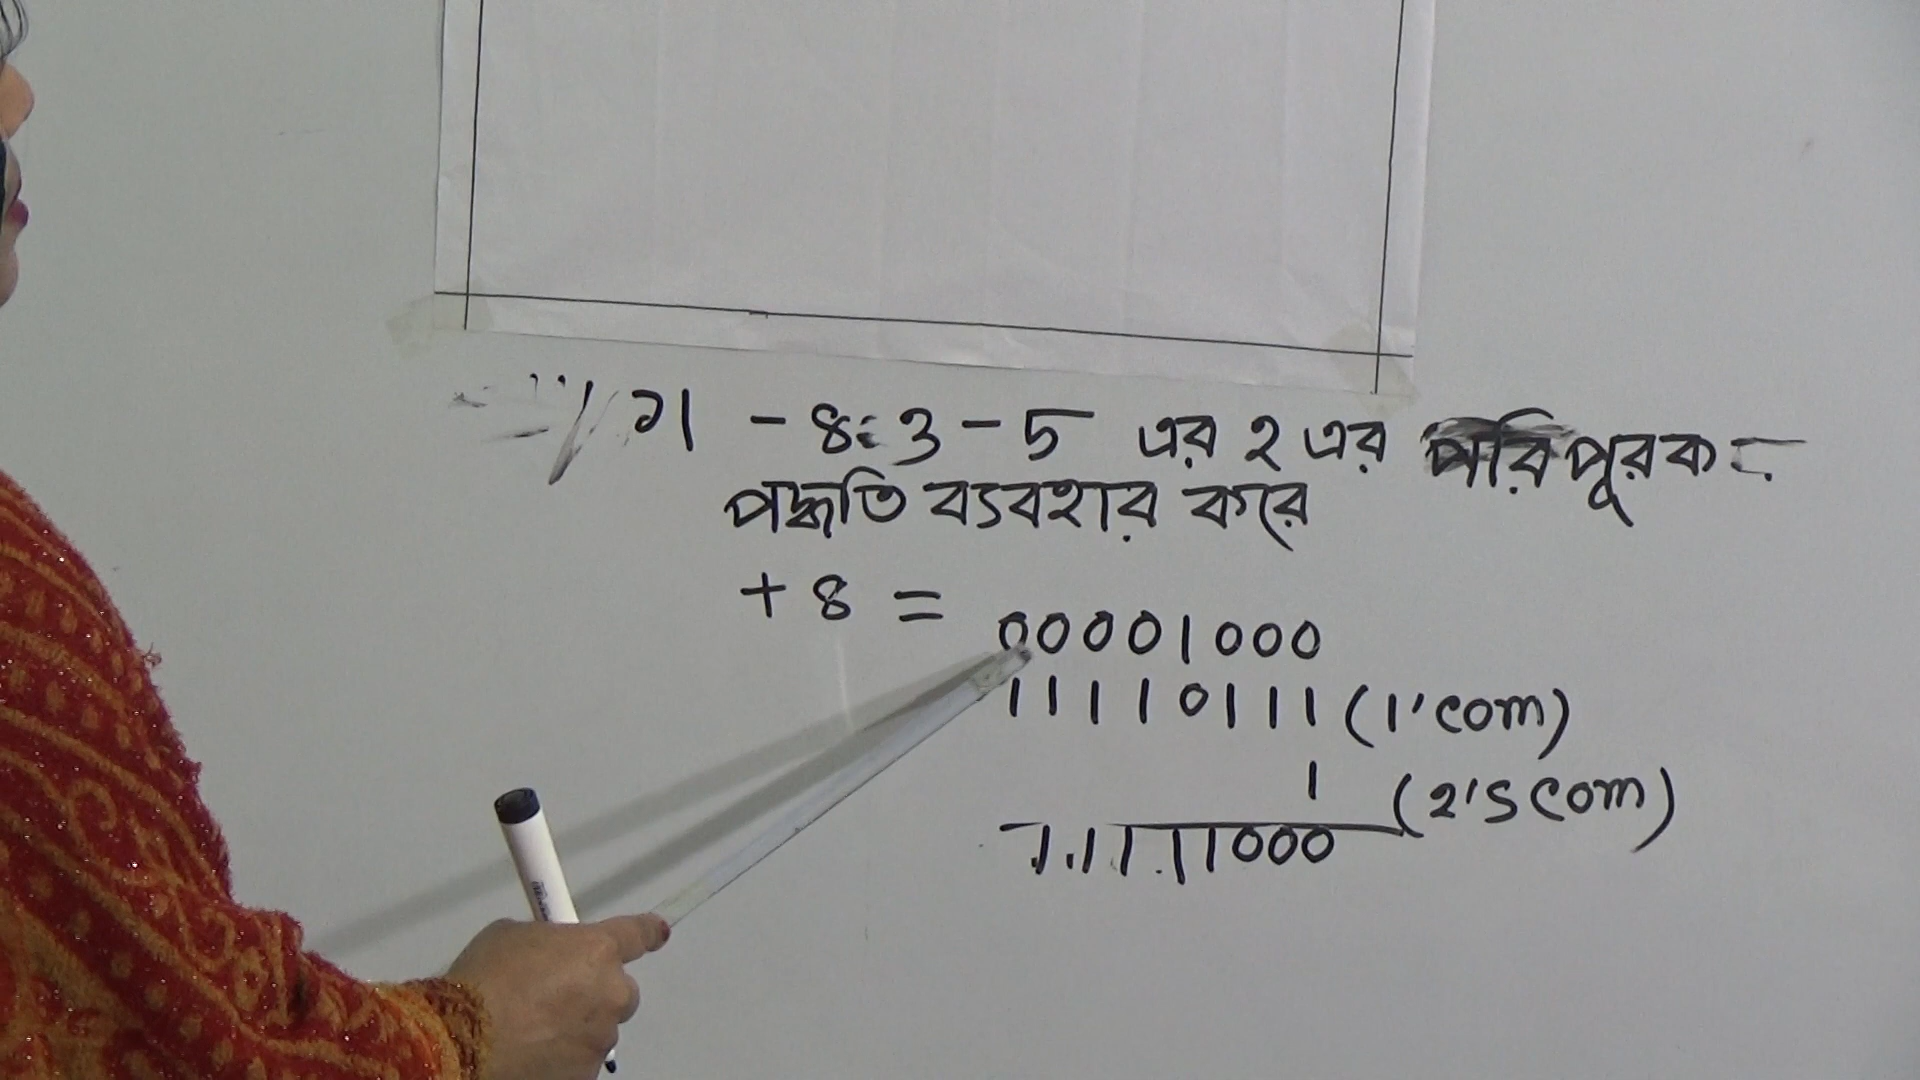 গ। -8; 3 - 5 এর ২ এর পরিপূরক
পদ্ধতি ব্যবহার করে
+ 8 = 00001000
11110111 (1' com)
1 (2's com)
11111000